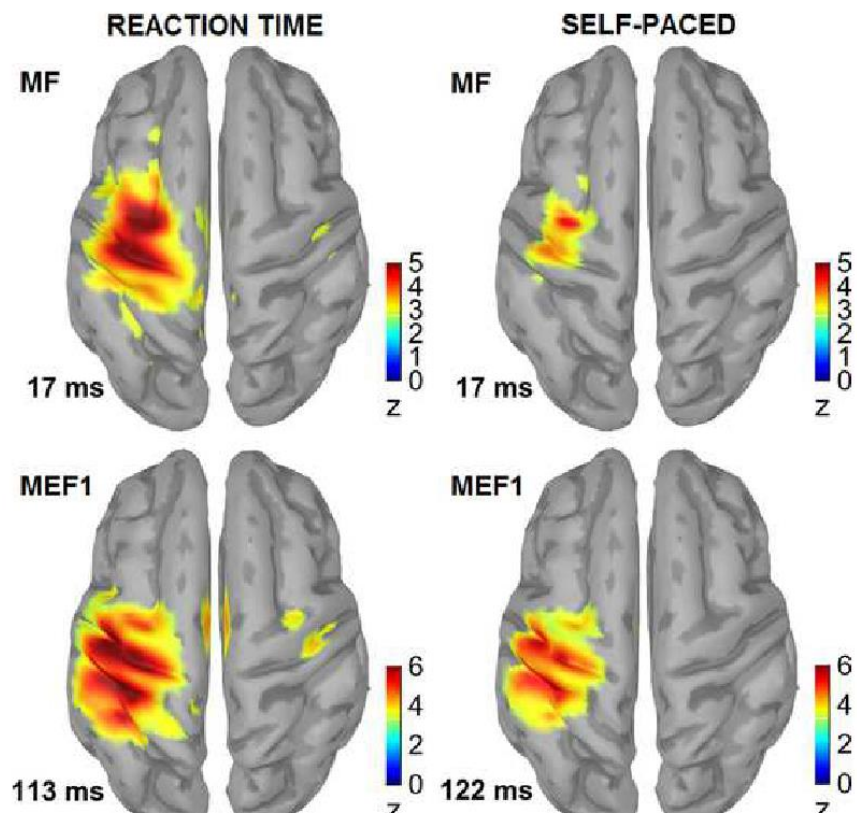 REACTION TIME
SELF-PACED
MF
MF
5
4
3
2
1
0
Z
17 ms
5
4
3
2
1
0
Z
17 ms
MEF1
MEF1
6
4
2
0
Z
113 ms
6
4
2
0
Z
122 ms